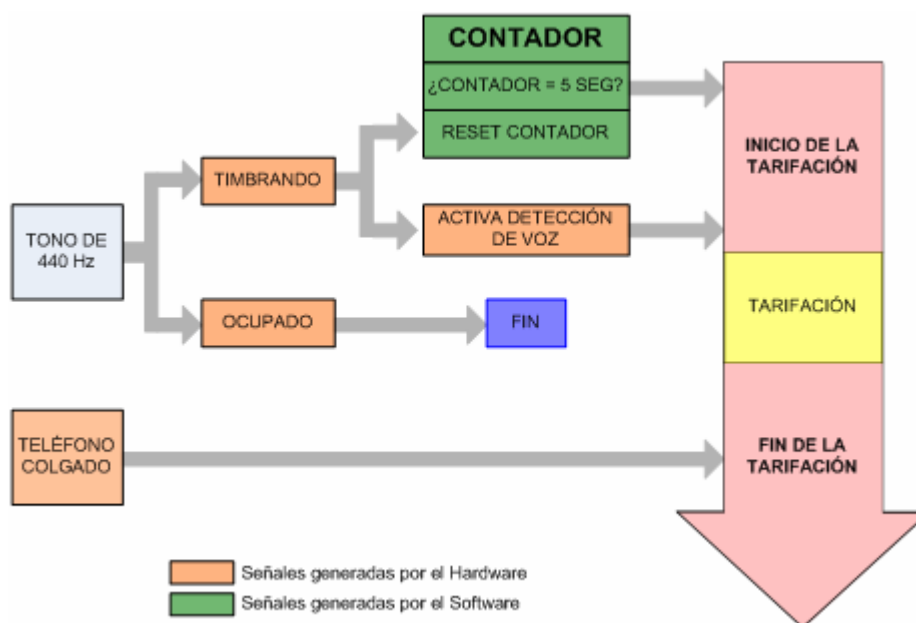 CONTADOR
¿CONTADOR = 5 SEG?
RESET CONTADOR
INICIO DE LA
TARIFACIÓN
TIMBRANDO
ACTIVA DETECCIÓN
DE VOZ
TONO DE
440 Hz
OCUPADO
FIN
TARIFACIÓN
TELÉFONO
COLGADO
FIN DE LA
TARIFACIÓN
Señales generadas por el Hardware
Señales generadas por el Software